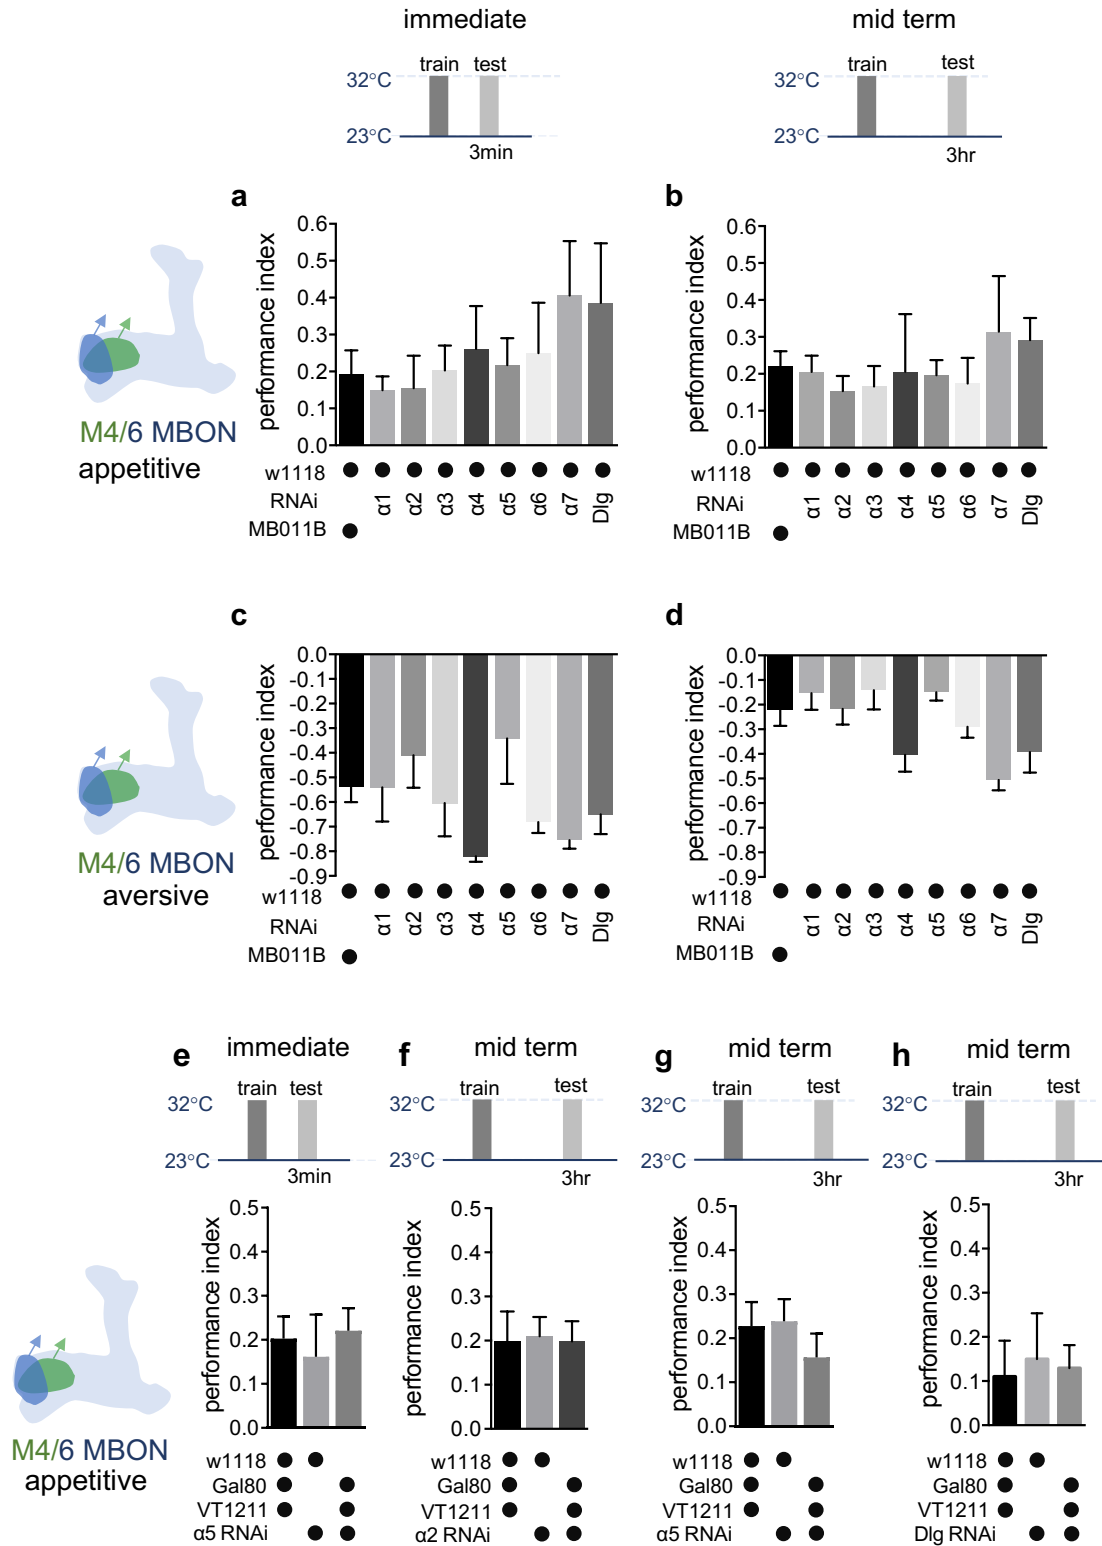 immediate
mid term
train test
32°C
23°C
3min
train test
32°C
23°C
3hr
a
performance index
0.6
0.5
0.4
0.3
0.2
0.1
0.0
w1118
RNAi α1 α2 α3 α4 α5 α6 α7 Dlg
MB011B
b
performance index
0.6
0.5
0.4
0.3
0.2
0.1
0.0
w1118
RNAi α1 α2 α3 α4 α5 α6 α7 Dlg
MB011B
M4/6 MBON
appetitive
c
performance index
0.0
-0.1
-0.2
-0.3
-0.4
-0.5
-0.6
-0.7
-0.8
-0.9
w1118
RNAi α1 α2 α3 α4 α5 α6 α7 Dlg
MB011B
d
performance index
0.0
-0.1
-0.2
-0.3
-0.4
-0.5
-0.6
-0.7
-0.8
-0.9
w1118
RNAi α1 α2 α3 α4 α5 α6 α7 Dlg
MB011B
M4/6 MBON
aversive
e
immediate
train test
32°C
23°C
3min
performance index
0.5
0.4
0.3
0.2
0.1
0.0
w1118
Gal80
VT1211
α5 RNAi
f
mid term
train test
32°C
23°C
3hr
performance index
0.5
0.4
0.3
0.2
0.1
0.0
w1118
Gal80
VT1211
α2 RNAi
g
mid term
train test
32°C
23°C
3hr
performance index
0.5
0.4
0.3
0.2
0.1
0.0
w1118
Gal80
VT1211
α5 RNAi
h
mid term
train test
32°C
23°C
3hr
performance index
0.5
0.4
0.3
0.2
0.1
0.0
w1118
Gal80
VT1211
Dlg RNAi
M4/6 MBON
appetitive